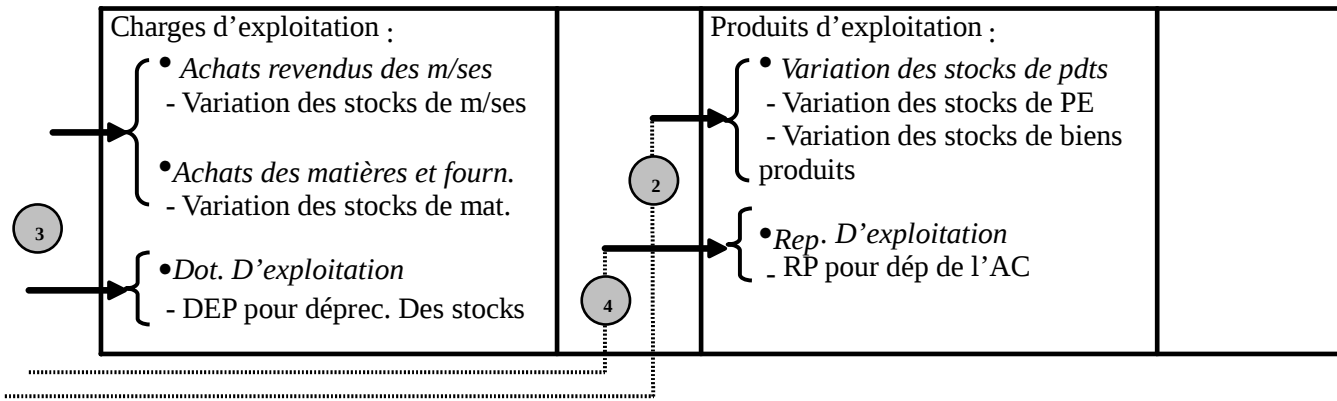 Charges d’exploitation :
• Achats revendus des m/ses
- Variation des stocks de m/ses
•Achats des matières et fourn.
- Variation des stocks de mat.
3
•Dot. D’exploitation
- DEP pour déprec. Des stocks
Produits d’exploitation :
• Variation des stocks de pdts
- Variation des stocks de PE
- Variation des stocks de biens
produits
2
•Rep. D’exploitation
- RP pour dép de l’AC
4